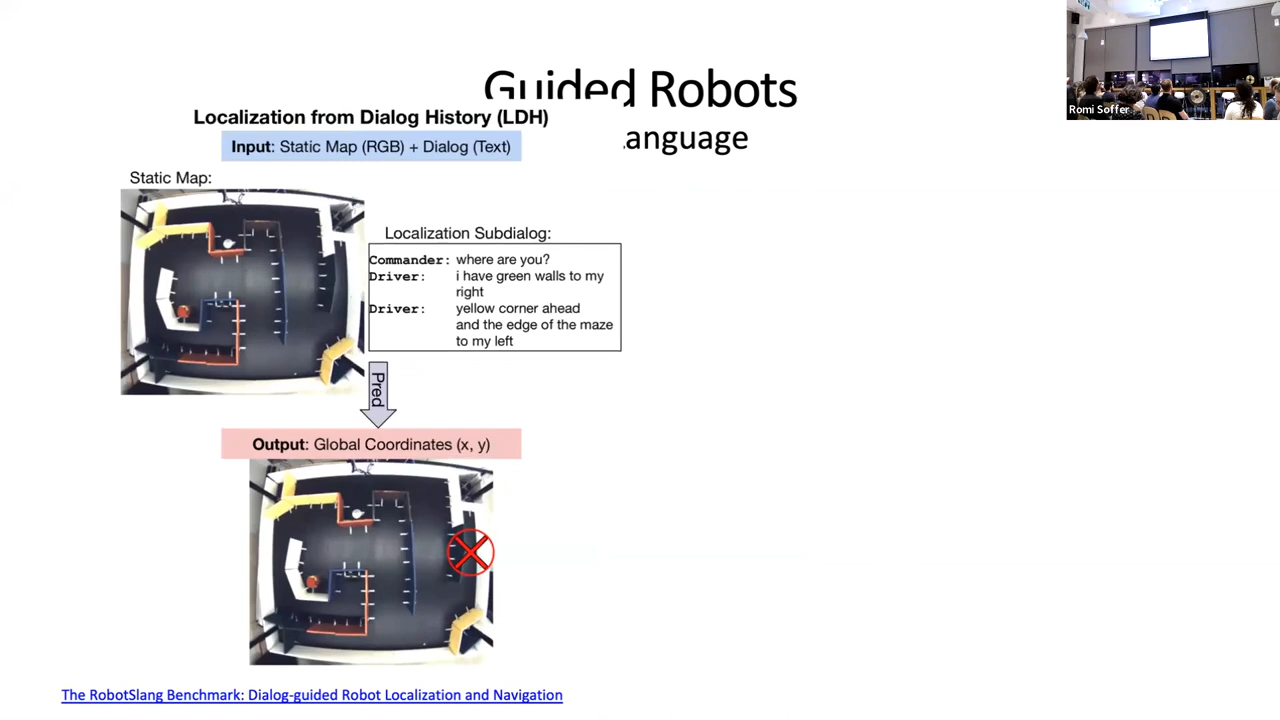 Guided Robots
anguage
Localization from Dialog History (LDH)
Input: Static Map (RGB) + Dialog (Text)
Static Map:
Localization Subdialog:
Commander: where are you?
Driver: i have green walls to my
right
Driver: yellow corner ahead
and the edge of the maze
to my left
Pred
Output: Global Coordinates (x, y)
The RobotSlang Benchmark: Dialog-guided Robot Localization and Navigation
Romi Soffer